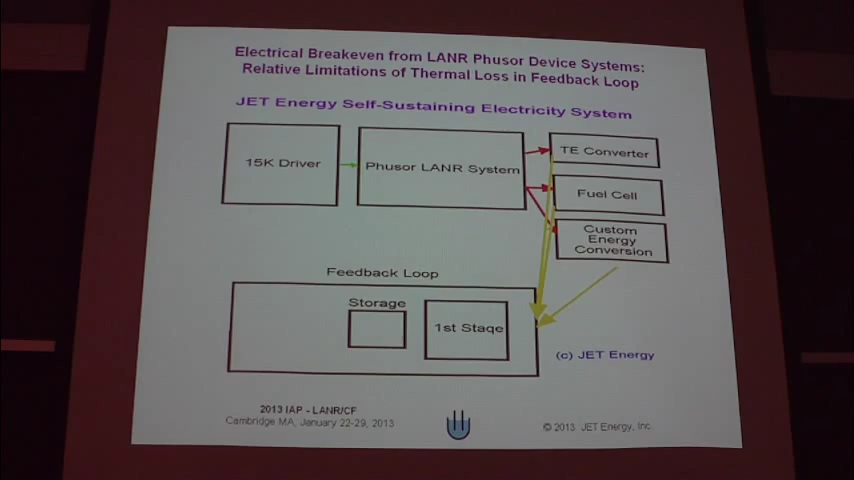 Electrical Breakeven from LANR Phusor Device Systems:
Relative Limitations of Thermal Loss in Feedback Loop
JET Energy Self-Sustaining Electricity System
15K Driver
Phusor LANR System
TE Converter
Fuel Cell
Custom
Energy
Conversion
Feedback Loop
Storage
1st Stage
(c) JET Energy
2013 IAP - LANR/CF
Cambridge MA, January 22-29, 2013
© 2013 JET Energy, Inc.